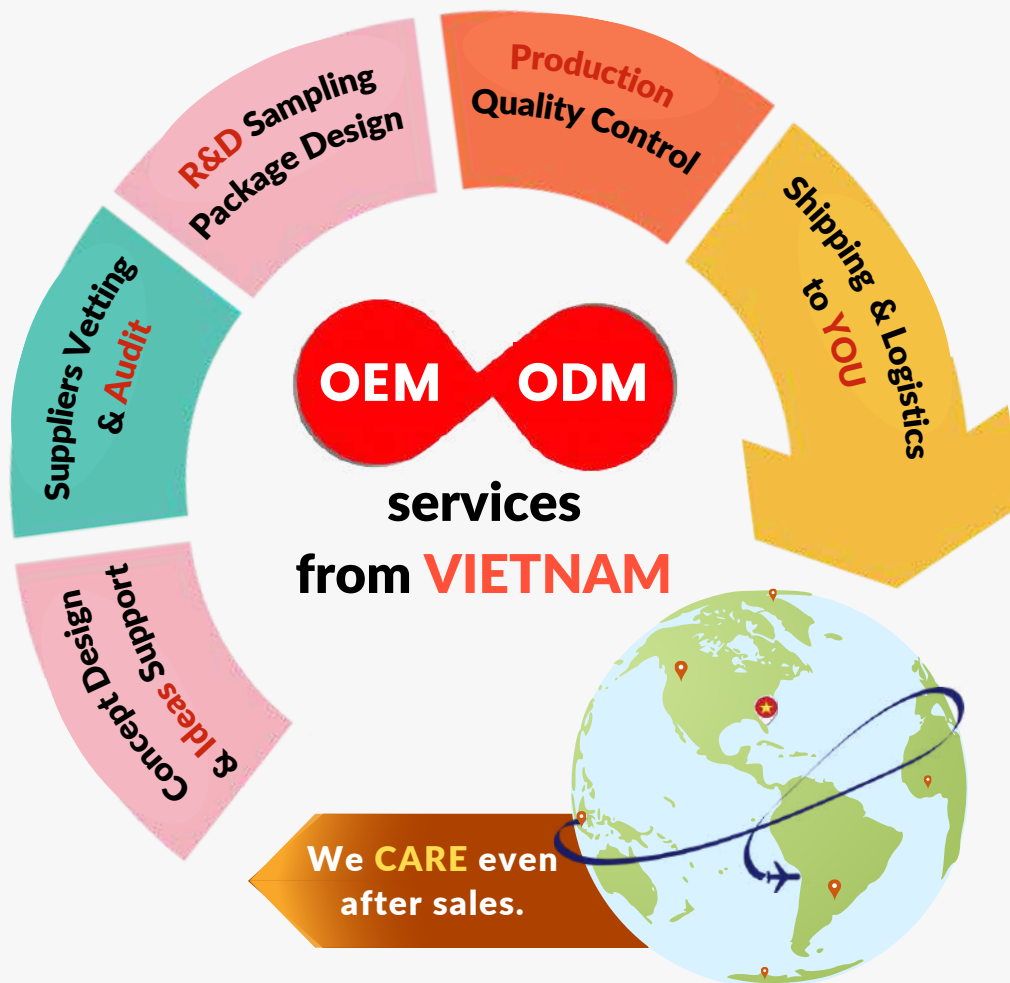 Concept Design
& Ideas Support
Suppliers Vetting
& Audit
R&D Sampling
Package Design
Production
Quality Control
Shipping & Logistics
to YOU
OEM ODM
services
from VIETNAM
We CARE even
after sales.